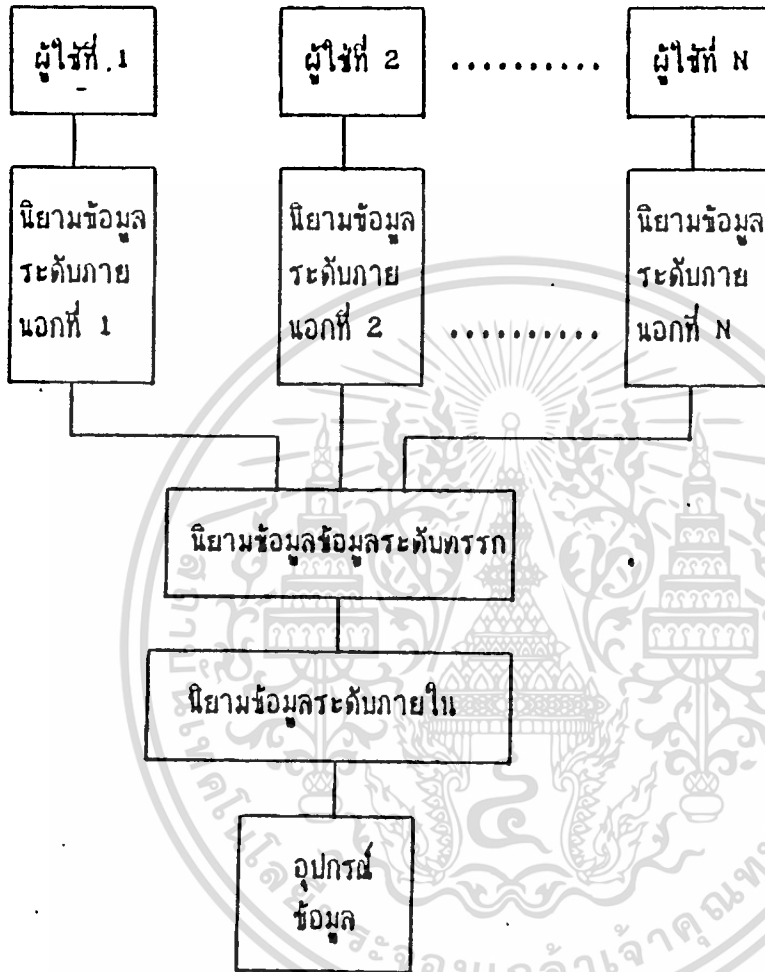 ผู้ใช้ที่ 1
ผู้ใช้ที่ 2 ..........
ผู้ใช้ที่ N
นิยามข้อมูล
ระดับภาย
นอกที่ 1
นิยามข้อมูล
ระดับภาย
นอกที่ 2 ..........
นิยามข้อมูล
ระดับภาย
นอกที่ N
นิยามข้อมูลข้อมูลระดับตรรก
นิยามข้อมูลระดับภายใน
อุปกรณ์
ข้อมูล